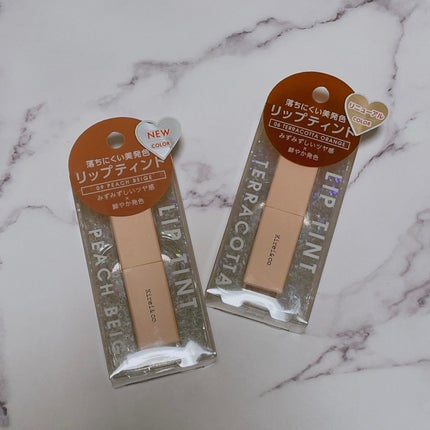 落ちにくい美発色
リップティント
09 PEACH BEIGE
みずみずしいツヤ感
×
鮮やか発色
NEW
COLOR
LIP TINT
PEACH BEIG
Kireikoo
落ちにくい美発色
リップティント
08 TERRACOTTA ORANGE
みずみずしいツヤ感
×
鮮やか発色
リニューアル
COLOR
LIP TINT
TERRACOTTA
Kireikoo